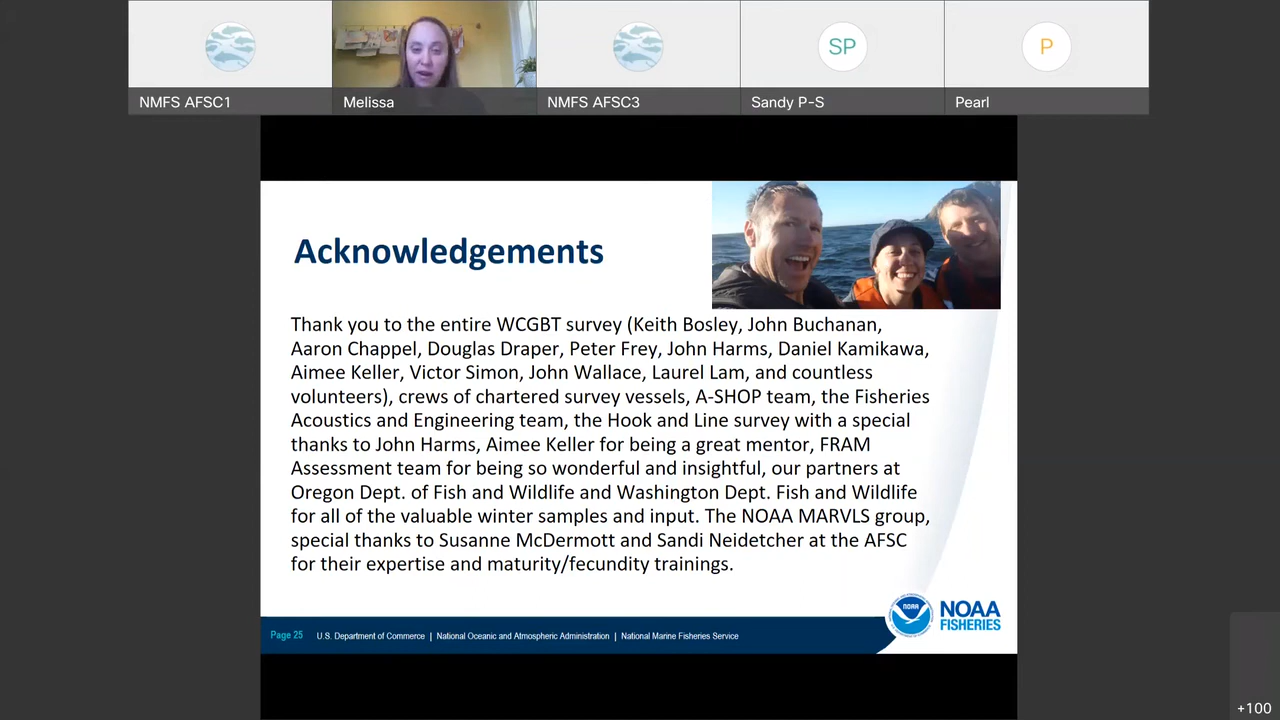 SP
P
NMFS AFSC1
Melissa
NMFS AFSC3
Sandy P-S
Pearl
Acknowledgements
Thank you to the entire WCGBT survey (Keith Bosley, John Buchanan,
Aaron Chappel, Douglas Draper, Peter Frey, John Harms, Daniel Kamikawa,
Aimee Keller, Victor Simon, John Wallace, Laurel Lam, and countless
volunteers), crews of chartered survey vessels, A-SHOP team, the Fisheries
Acoustics and Engineering team, the Hook and Line survey with a special
thanks to John Harms, Aimee Keller for being a great mentor, FRAM
Assessment team for being so wonderful and insightful, our partners at
Oregon Dept. of Fish and Wildlife and Washington Dept. Fish and Wildlife
for all of the valuable winter samples and input. The NOAA MARVLS group,
special thanks to Susanne McDermott and Sandi Neidetcher at the AFSC
for their expertise and maturity/fecundity trainings.
NOAA
NOAA
FISHERIES
Page 25 U.S. Department of Commerce | National Oceanic and Atmospheric Administration | National Marine Fisheries Service
+100